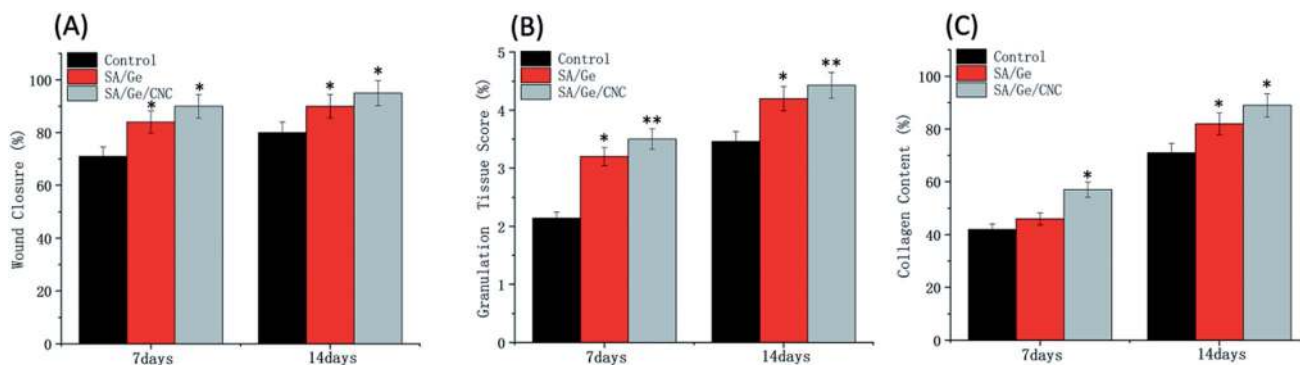 (A)
Control
SA/Ge
SA/Ge/CNC
Wound Closure (%)
100
80
60
40
20
0
* * * *
7days 14days
(B)
Control
SA/Ge
SA/Ge/CNC
Granulation Tissue Score (%)
5
4
3
2
1
0
* ** * **
7days 14days
(C)
Control
SA/Ge
SA/Ge/CNC
Collagen Content (%)
100
80
60
40
20
0
* * *
7days 14days